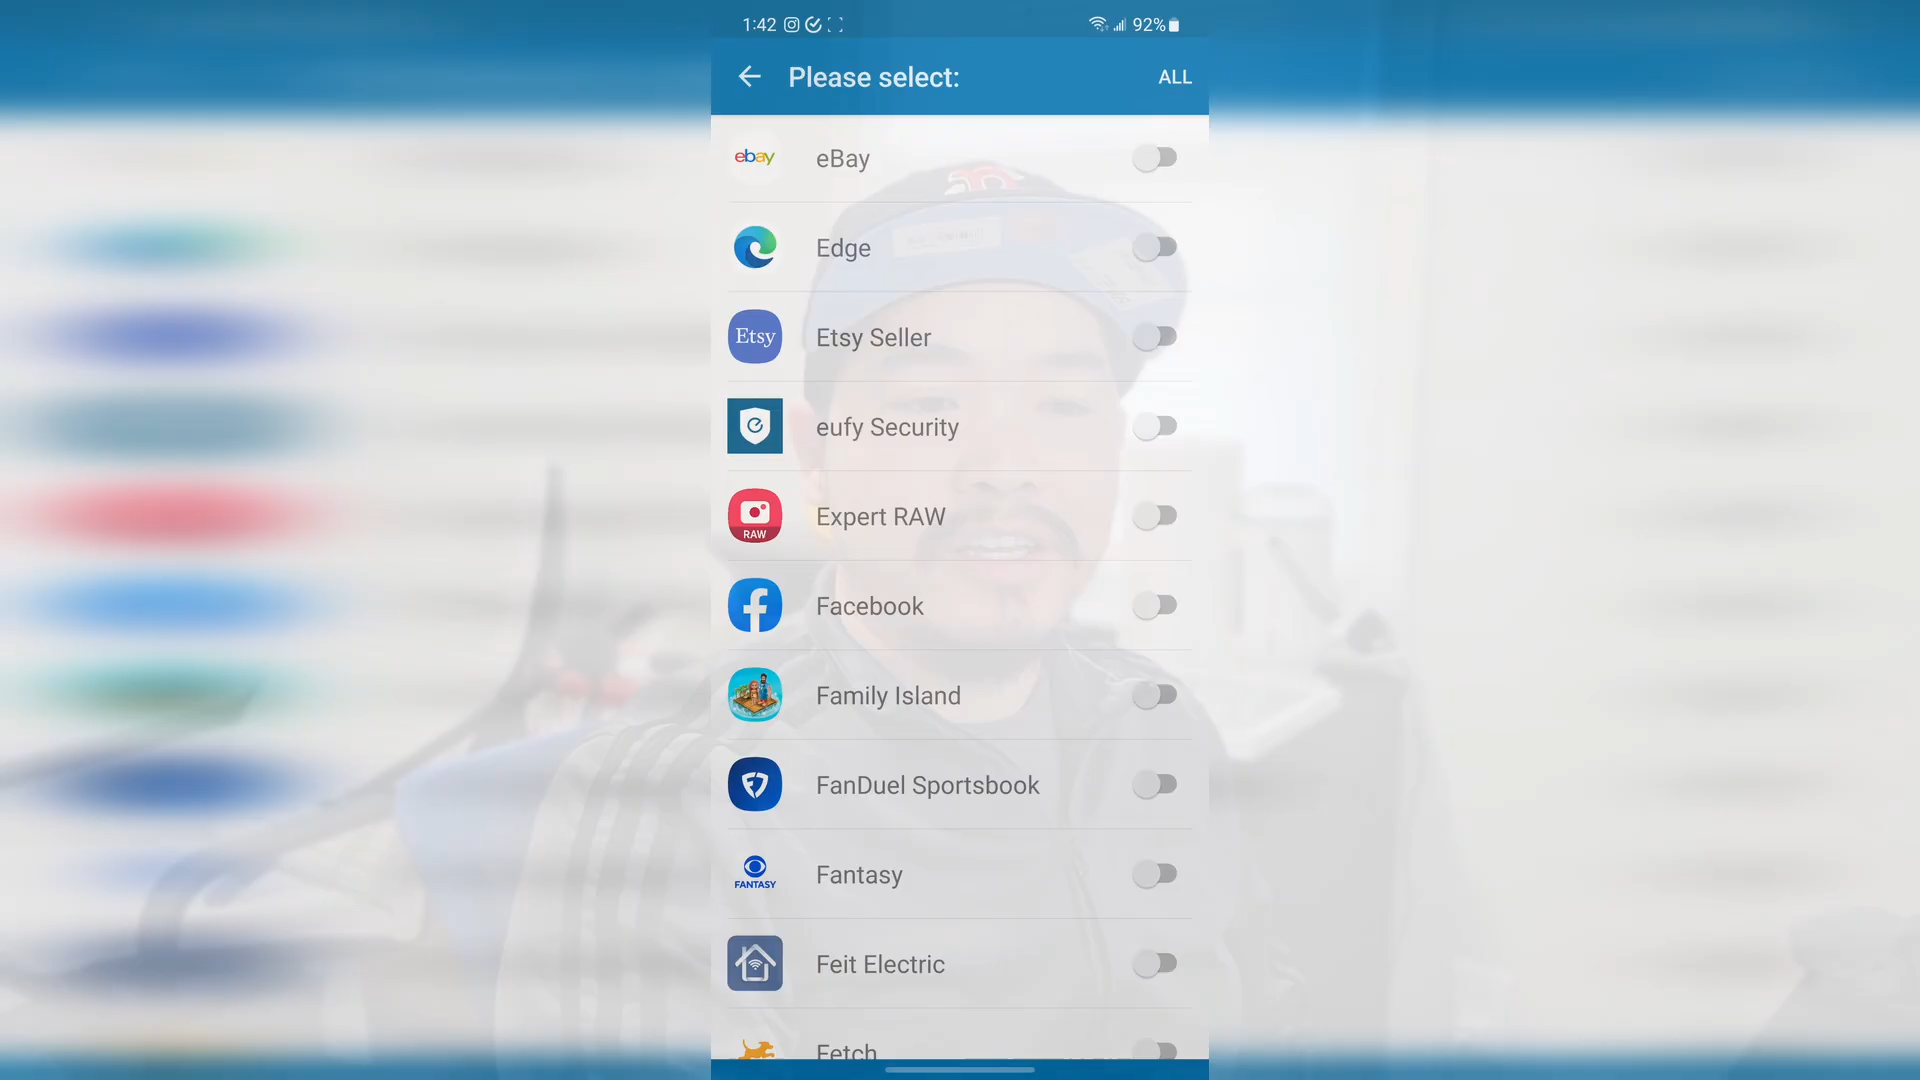 1:42 92%
Please select: ALL
ebay eBay
Edge
Etsy Etsy Seller
eufy Security
RAW Expert RAW
Facebook
Family Island
FanDuel Sportsbook
FANTASY Fantasy
Feit Electric
Fetch